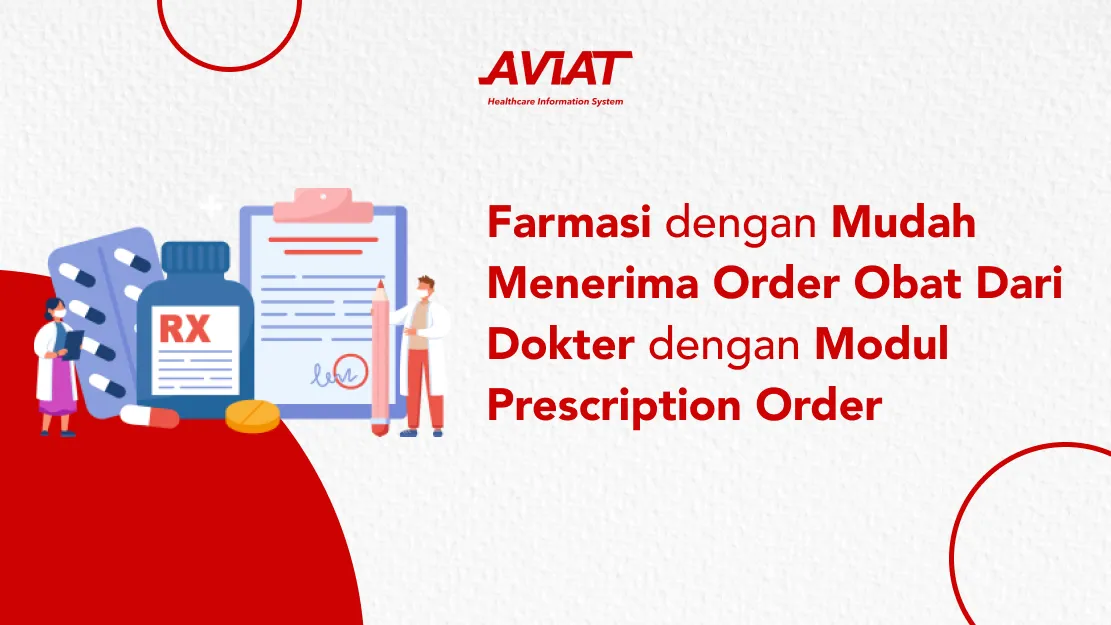 AViAT
Healthcare Information System
Farmasi dengan Mudah
Menerima Order Obat Dari
Dokter dengan Modul
Prescription Order
RX